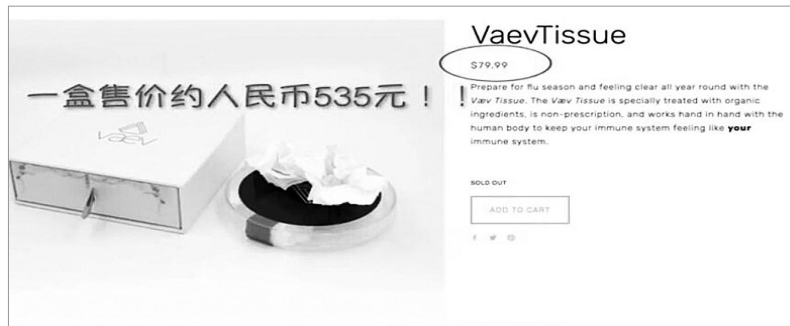 VaevTissue
$79.99
一盒售价约人民币535元！！
Prepare for flu season and feeling clear all year round with the
Væv Tissue. The Væv Tissue is specially treated with organic
ingredients, is non-prescription, and works hand in hand with the
human body to keep your immune system feeling like your
immune system.
væv
SOLD OUT
ADD TO CART